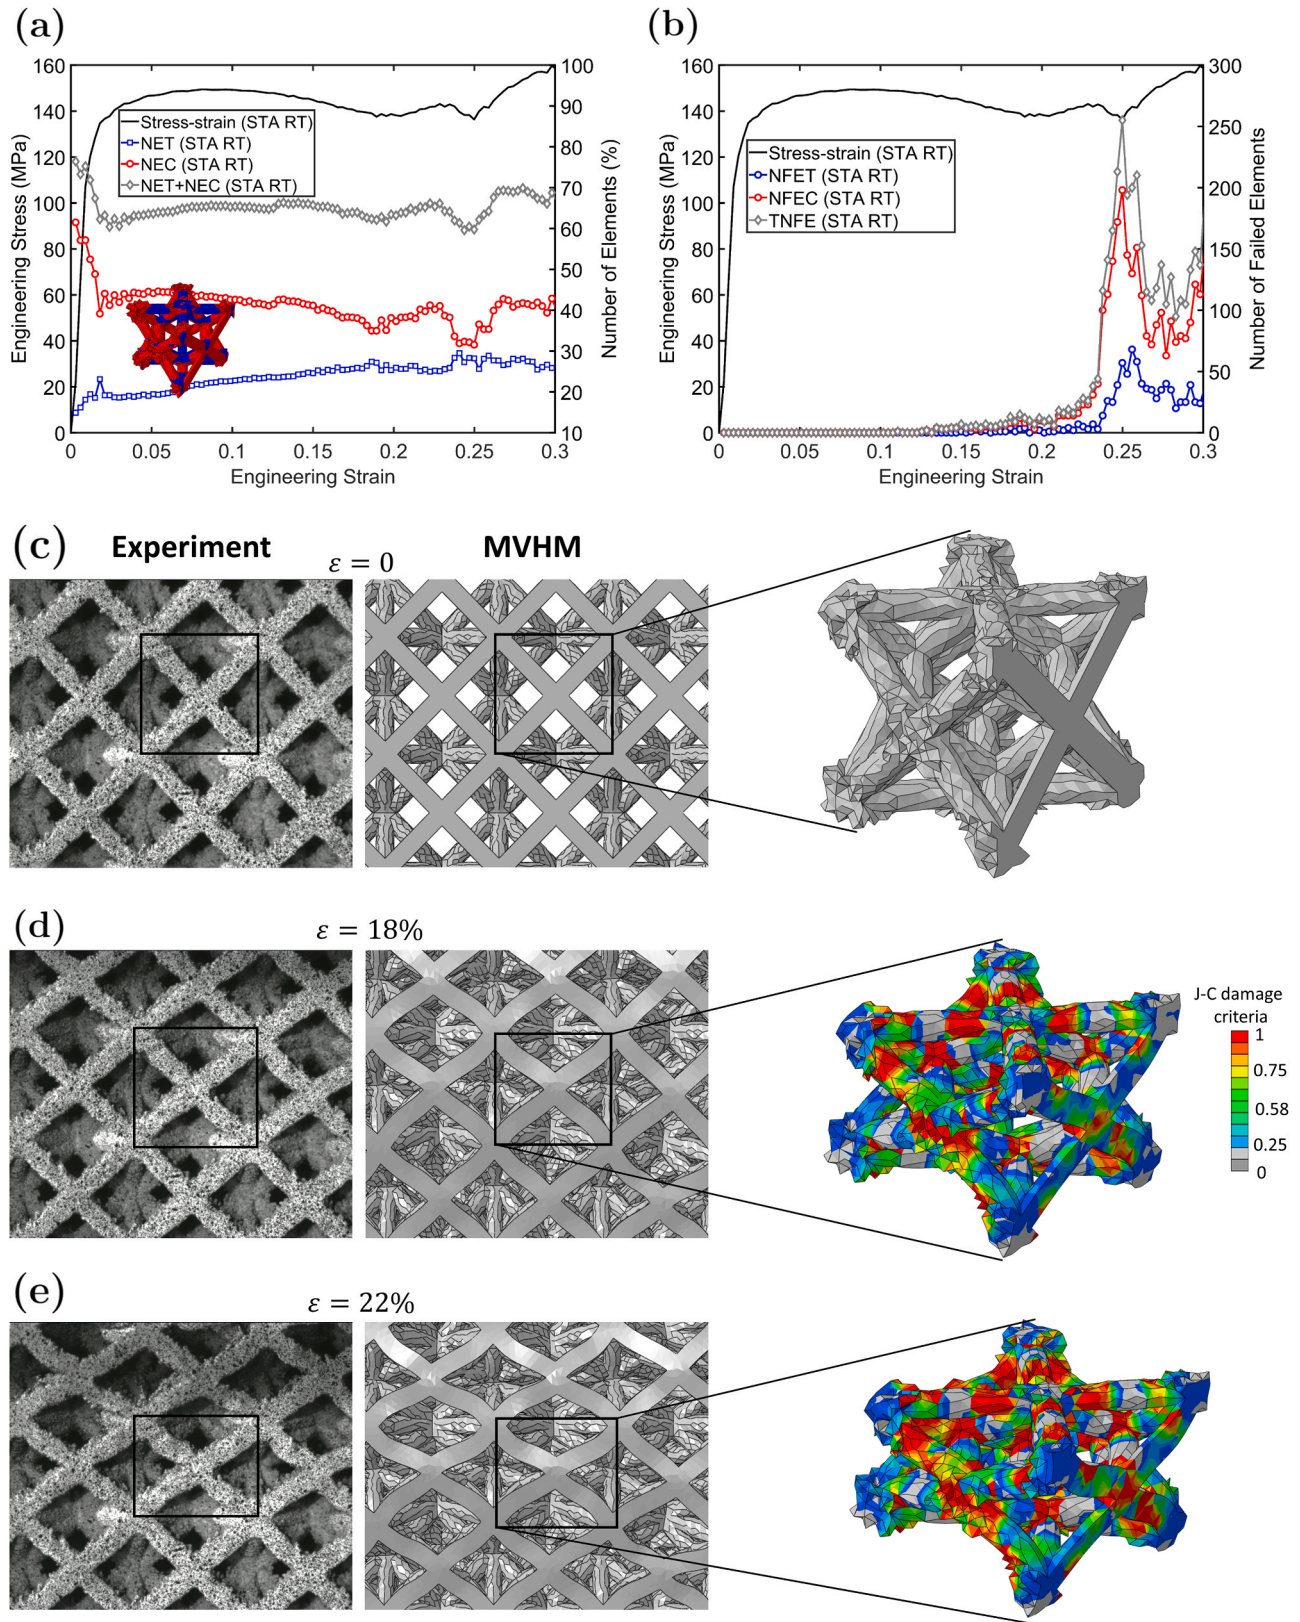 (a)
160
140
120
100
80
60
40
20
0
Engineering Stress (MPa)
100
90
80
70
60
50
40
30
20
10
Number of Elements (%)
Stress-strain (STA RT)
NET (STA RT)
NEC (STA RT)
NET+NEC (STA RT)
0 0.05 0.1 0.15 0.2 0.25 0.3
Engineering Strain
(b)
160
140
120
100
80
60
40
20
0
Engineering Stress (MPa)
300
250
200
150
100
50
0
Number of Failed Elements
Stress-strain (STA RT)
NFET (STA RT)
NFEC (STA RT)
TNFE (STA RT)
0 0.05 0.1 0.15 0.2 0.25 0.3
Engineering Strain
(c)
Experiment
MVHM
ε = 0
(d)
ε = 18%
J-C damage
criteria
1
0.75
0.58
0.25
0
(e)
ε = 22%